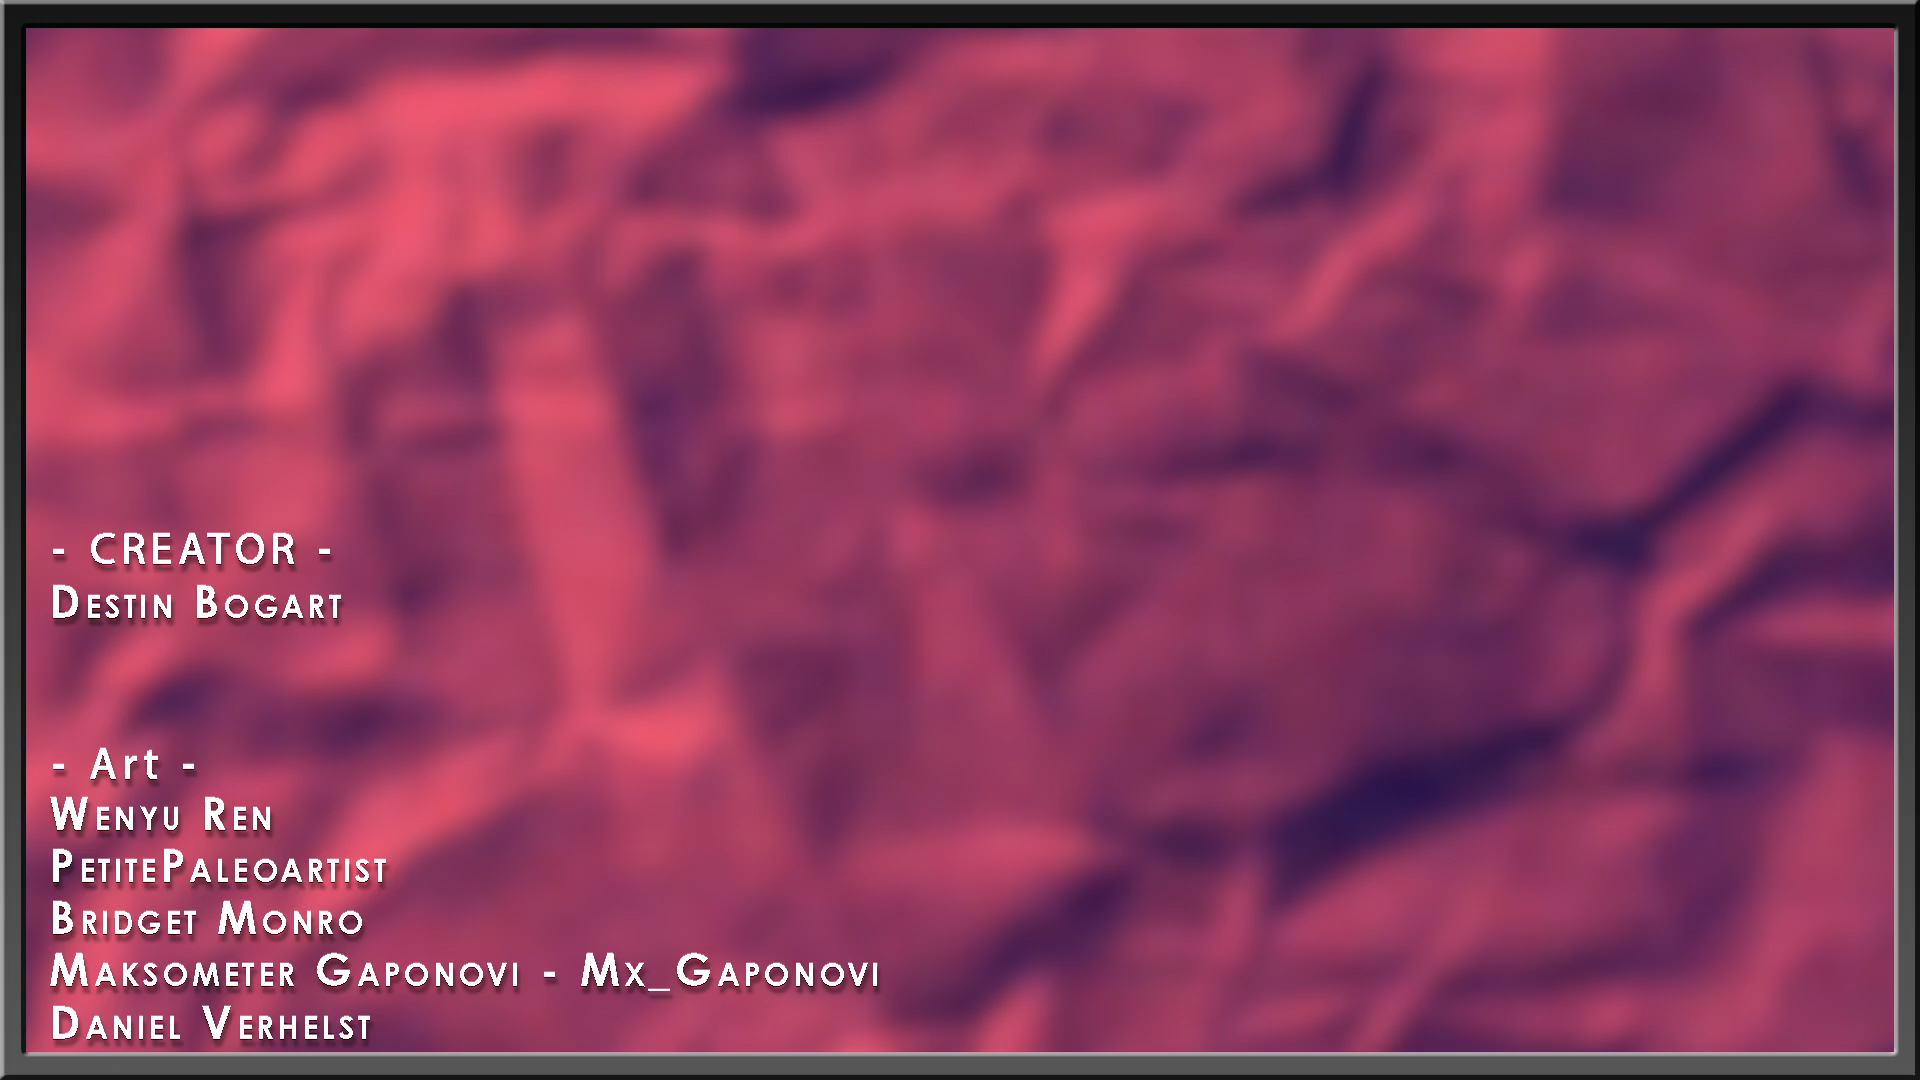 - CREATOR -
Destin Bogart
- Art -
Wenyu Ren
PetitePaleoartist
Bridget Monro
Maksometer Gaponovi - Mx_Gaponovi
Daniel Verhelst